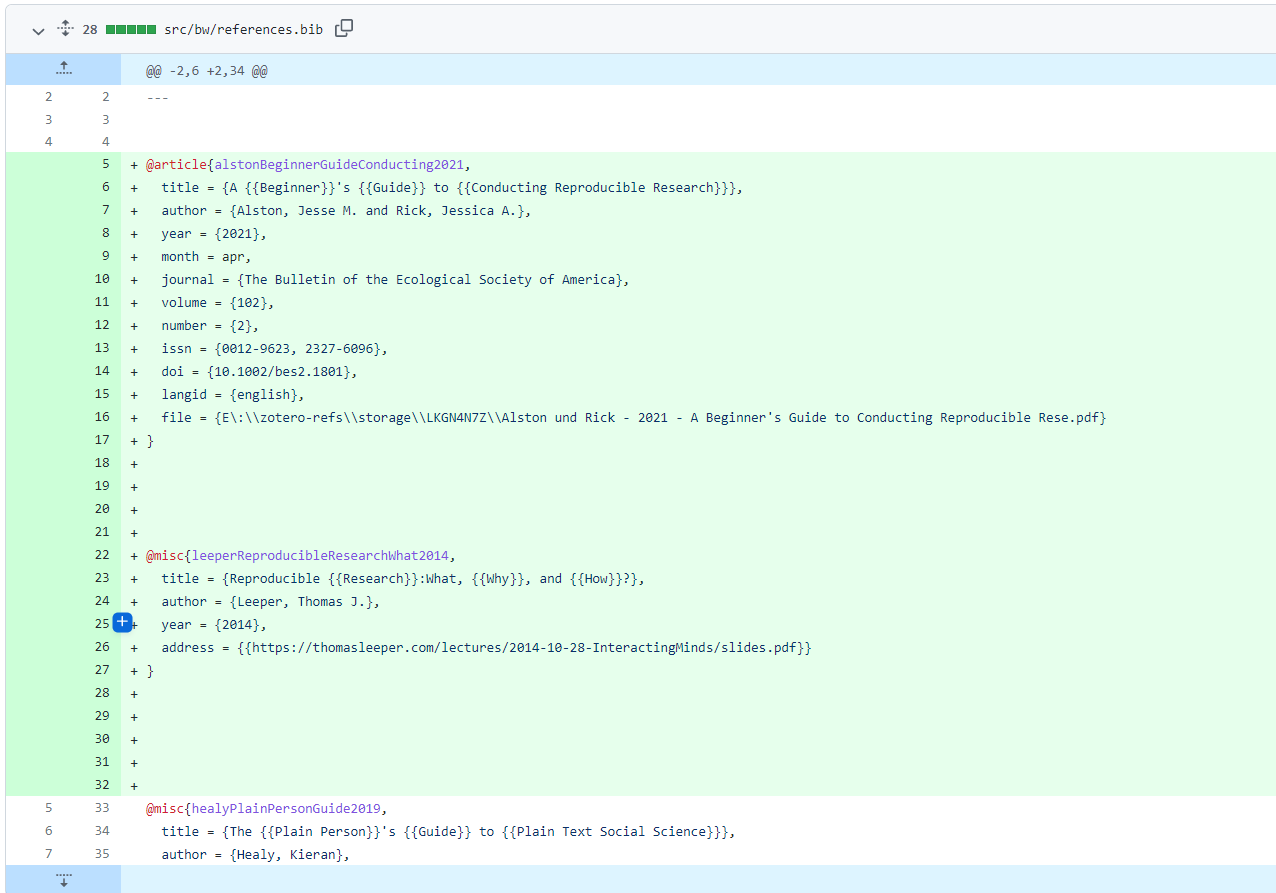 28 src/bw/references.bib
@@ -2,6 +2,34 @@
2 2 ---
3 3
4 4
5 + @article{alstonBeginnerGuideConducting2021,
6 + title = {A {{Beginner}}'s {{Guide}} to {{Conducting Reproducible Research}}},
7 + author = {Alston, Jesse M. and Rick, Jessica A.},
8 + year = {2021},
9 + month = apr,
10 + journal = {The Bulletin of the Ecological Society of America},
11 + volume = {102},
12 + number = {2},
13 + issn = {0012-9623, 2327-6096},
14 + doi = {10.1002/bes2.1801},
15 + langid = {english},
16 + file = {E\:\\zotero-refs\\storage\\LKGN4N7Z\\Alston und Rick - 2021 - A Beginner's Guide to Conducting Reproducible Rese.pdf}
17 + }
18 +
19 +
20 +
21 +
22 + @misc{leeperReproducibleResearchWhat2014,
23 + title = {Reproducible {{Research}}:What, {{Why}}, and {{How}}?},
24 + author = {Leeper, Thomas J.},
25 + year = {2014},
26 + address = {{https://thomasleeper.com/lectures/2014-10-28-InteractingMinds/slides.pdf}}
27 + }
28 +
29 +
30 +
31 +
32 +
5 33 @misc{healyPlainPersonGuide2019,
6 34 title = {The {{Plain Person}}'s {{Guide}} to {{Plain Text Social Science}}},
7 35 author = {Healy, Kieran},